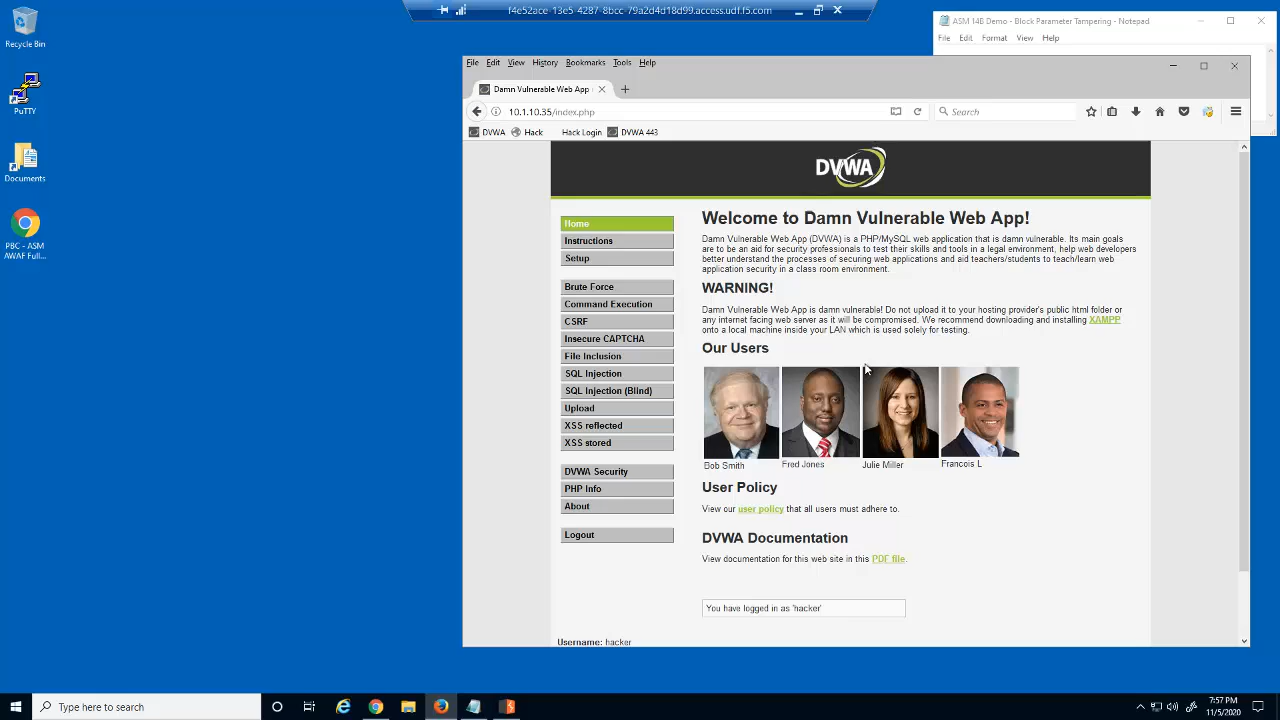 f4e52ace-13e5-4287-8bcc-79a2d4d18d99.access.udf.f5.com
Recycle Bin
PuTTY
Documents
PBC - ASM
AWAF Full...
ASM 14B Demo - Block Parameter Tampering - Notepad
File Edit Format View Help
File Edit View History Bookmarks Tools Help
Damn Vulnerable Web App
10.1.10.35/index.php
Search
DVWA Hack Hack Login DVWA 443
DVWA
Home
Instructions
Setup
Brute Force
Command Execution
CSRF
Insecure CAPTCHA
File Inclusion
SQL Injection
SQL Injection (Blind)
Upload
XSS reflected
XSS stored
DVWA Security
PHP Info
About
Logout
Welcome to Damn Vulnerable Web App!
Damn Vulnerable Web App (DVWA) is a PHP/MySQL web application that is damn vulnerable. Its main goals
are to be an aid for security professionals to test their skills and tools in a legal environment, help web developers
better understand the processes of securing web applications and aid teachers/students to teach/learn web
application security in a class room environment.
WARNING!
Damn Vulnerable Web App is damn vulnerable! Do not upload it to your hosting provider's public html folder or
any internet facing web server as it will be compromised. We recommend downloading and installing XAMPP
onto a local machine inside your LAN which is used solely for testing.
Our Users
Bob Smith Fred Jones Julie Miller Francois L
User Policy
View our user policy that all users must adhere to.
DVWA Documentation
View documentation for this web site in this PDF file.
You have logged in as 'hacker'
Username: hacker
Type here to search
7:57 PM
11/5/2020